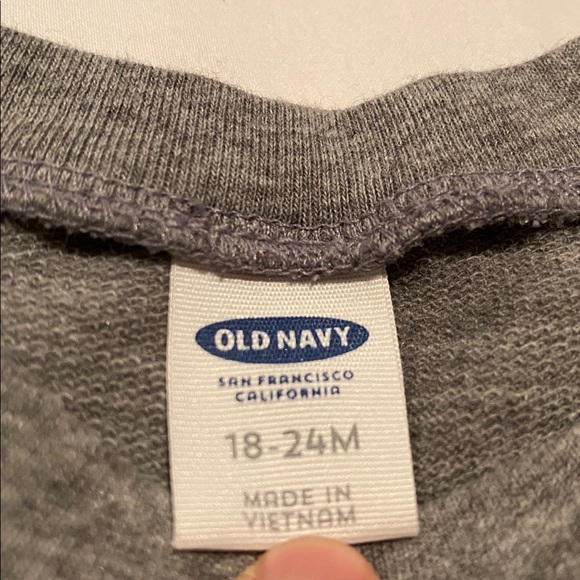 OLD NAVY
SAN FRANCISCO
CALIFORNIA
18-24M
MADE IN
VIETNAM